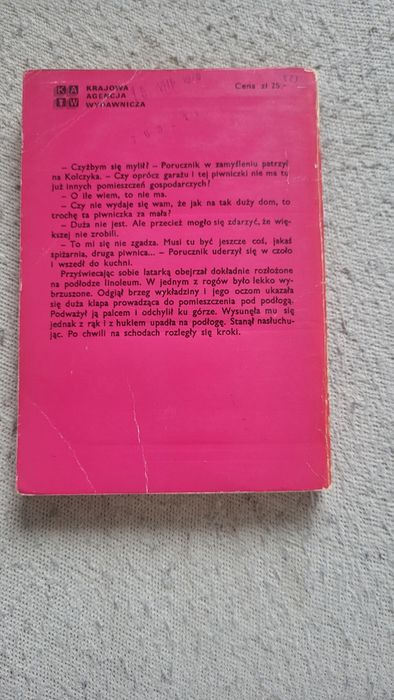 KA
TW
KRAJOWA
AGENCJA
WYDAWNICZA
Cena zł 25,-
– Czyżbym się mylił? – Porucznik w zamyśleniu patrzył
na Kolczyka. – Czy oprócz garażu i tej piwniczki nie ma tu
już innych pomieszczeń gospodarczych?
– O ile wiem, to nie ma.
– Czy nie wydaje się wam, że jak na tak duży dom, to
trochę ta piwniczka za mała?
– Duża nie jest. Ale przecież mogło się zdarzyć, że więk-
szej nie zrobili.
– To mi się nie zgadza. Musi tu być jeszcze coś, jakaś
spiżarnia, druga piwnica... – Porucznik uderzył się w czoło
i wszedł do kuchni.
Przyświecając sobie latarką obejrzał dokładnie rozłożone
na podłodze linoleum. W jednym z rogów było lekko wy-
brzuszone. Odgiął brzeg wykładziny i jego oczom ukazała
się duża klapa prowadząca do pomieszczenia pod podłogą.
Podważył ją palcem i odchylił ku górze. Wysunęła mu się
jednak z rąk i z hukiem upadła na podłogę. Stanął nasłuchu-
jąc. Po chwili na schodach rozległy się kroki.